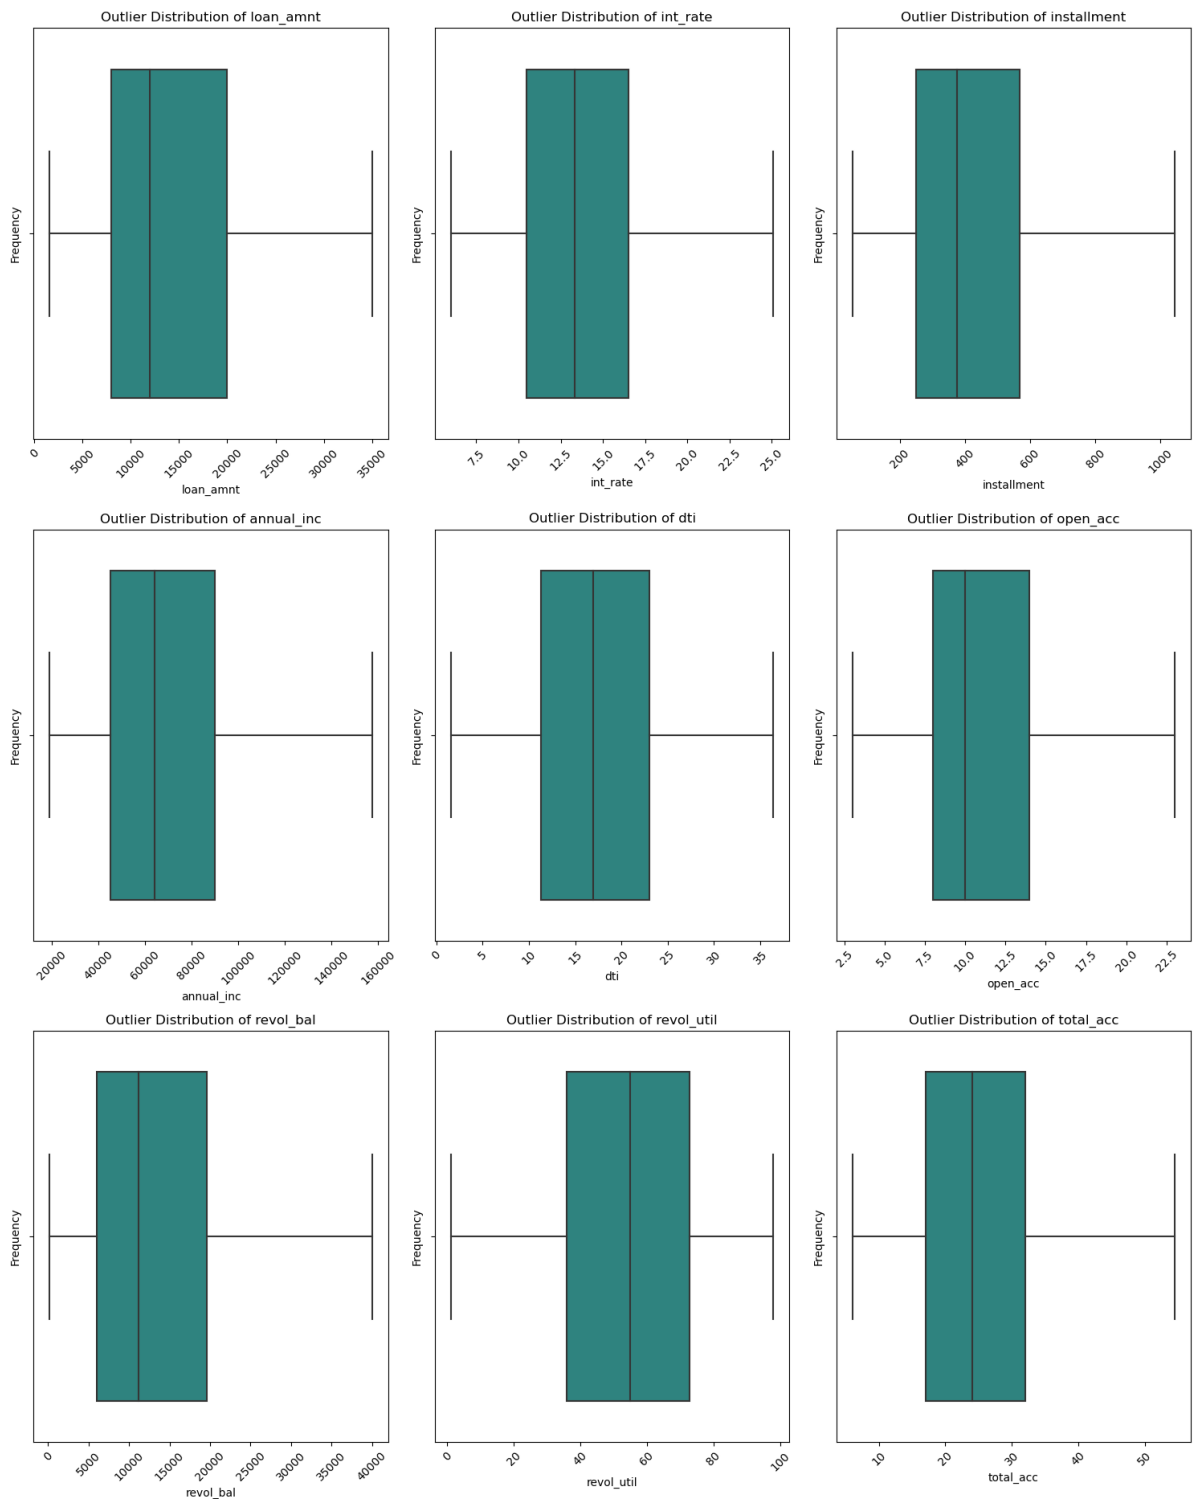 Outlier Distribution of loan_amnt
Frequency
0 5000 10000 15000 20000 25000 30000 35000
loan_amnt
Outlier Distribution of int_rate
Frequency
7.5 10.0 12.5 15.0 17.5 20.0 22.5 25.0
int_rate
Outlier Distribution of installment
Frequency
200 400 600 800 1000
installment
Outlier Distribution of annual_inc
Frequency
20000 40000 60000 80000 100000 120000 140000 160000
annual_inc
Outlier Distribution of dti
Frequency
0 5 10 15 20 25 30 35
dti
Outlier Distribution of open_acc
Frequency
2.5 5.0 7.5 10.0 12.5 15.0 17.5 20.0 22.5
open_acc
Outlier Distribution of revol_bal
Frequency
0 5000 10000 15000 20000 25000 30000 35000 40000
revol_bal
Outlier Distribution of revol_util
Frequency
0 20 40 60 80 100
revol_util
Outlier Distribution of total_acc
Frequency
10 20 30 40 50
total_acc